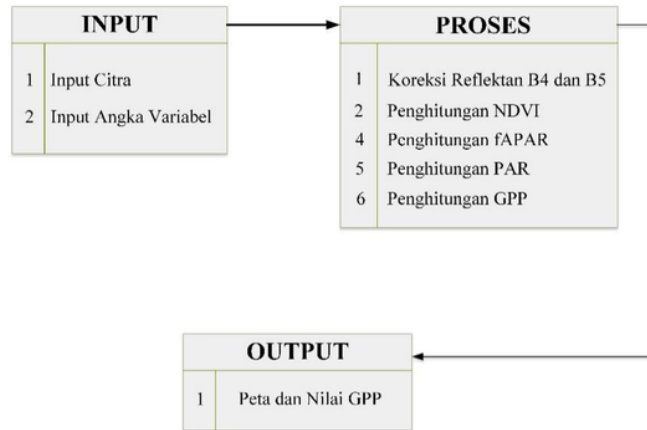 INPUT
1 Input Citra
2 Input Angka Variabel
PROSES
1 Koreksi Reflektan B4 dan B5
2 Penghitungan NDVI
4 Penghitungan fAPAR
5 Penghitungan PAR
6 Penghitungan GPP
OUTPUT
1 Peta dan Nilai GPP